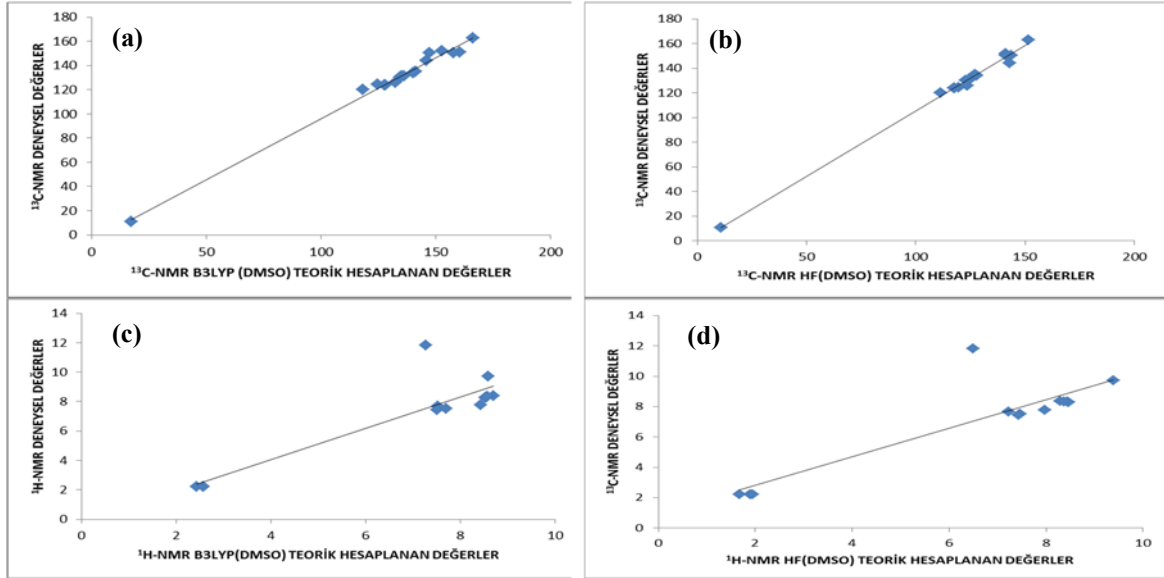 (a)
¹³C-NMR DENEYSEL DEĞERLER
180
160
140
120
100
80
60
40
20
0
0 50 100 150 200
¹³C-NMR B3LYP (DMSO) TEORİK HESAPLANAN DEĞERLER
(b)
¹³C-NMR DENEYSEL DEĞERLER
180
160
140
120
100
80
60
40
20
0
0 50 100 150 200
¹³C-NMR HF(DMSO) TEORİK HESAPLANAN DEĞERLER
(c)
¹H-NMR DENEYSEL DEĞERLER
14
12
10
8
6
4
2
0
0 2 4 6 8 10
¹H-NMR B3LYP(DMSO) TEORİK HESAPLANAN DEĞERLER
(d)
¹³C-NMR DENEYSEL DEĞERLER
14
12
10
8
6
4
2
0
0 2 4 6 8 10
¹H-NMR HF(DMSO) TEORİK HESAPLANAN DEĞERLER